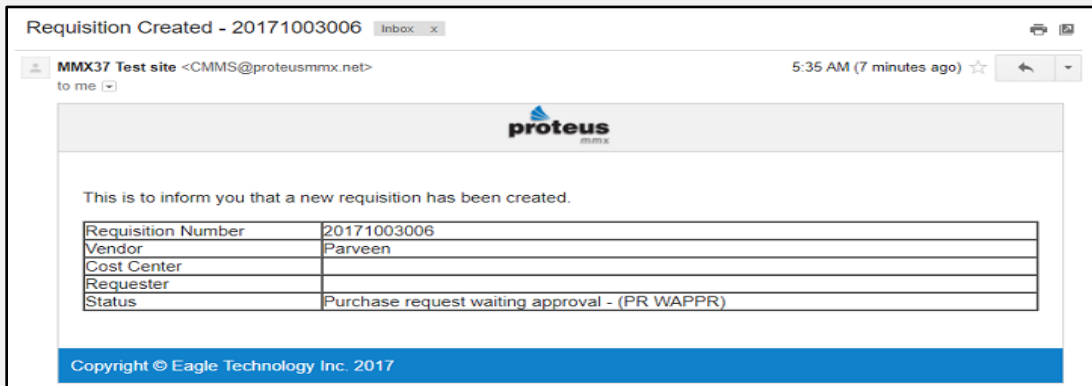 Requisition Created - 20171003006 Inbox x
MMX37 Test site <CMMS@proteusmmx.net> 5:35 AM (7 minutes ago)
to me
proteus
mmx
This is to inform you that a new requisition has been created.
Requisition Number 20171003006
Vendor Parveen
Cost Center
Requester
Status Purchase request waiting approval - (PR WAPPR)
Copyright © Eagle Technology Inc. 2017